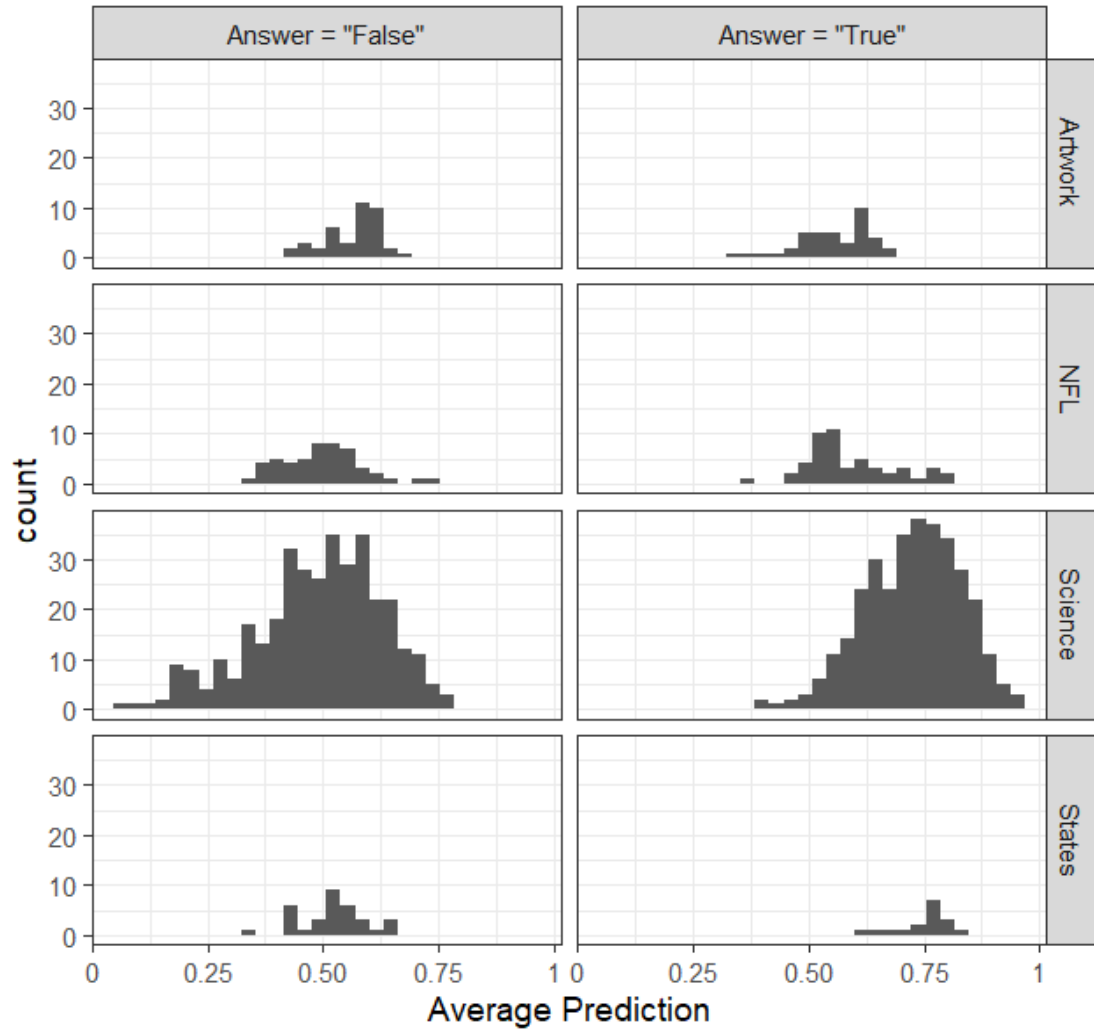 Answer = "False"
Answer = "True"
30
20
10
0
Artwork
30
20
10
0
NFL
count
30
20
10
0
Science
30
20
10
0
States
0 0.25 0.50 0.75 1 0 0.25 0.50 0.75 1
Average Prediction